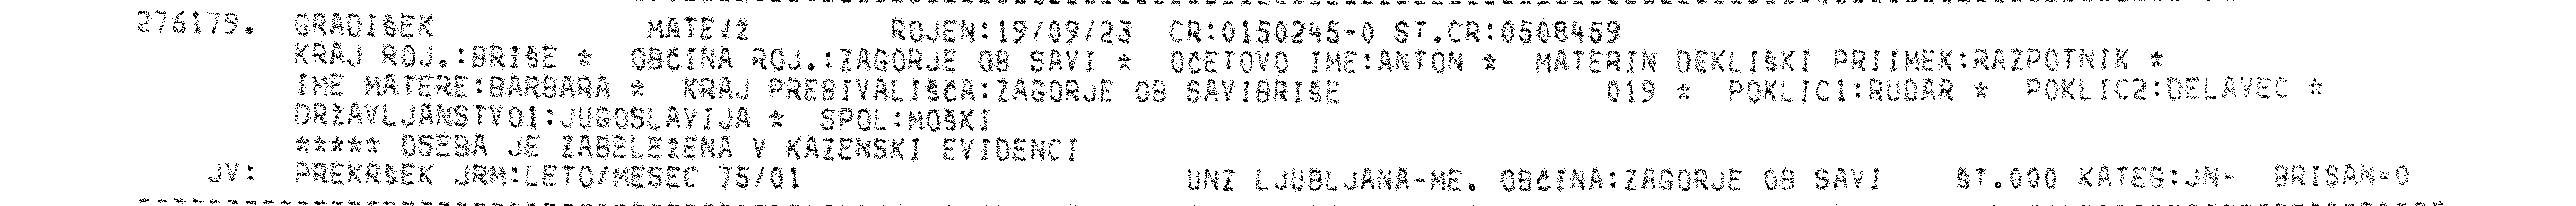 276179. GRADIŠEK MATEVŽ ROJEN:19/09/23 CR:0150245-0 ST.CR:0508459
KRAJ ROJ.:BRIŠE * OBČINA ROJ.:ZAGORJE OB SAVI * OČETOVO IME:ANTON * MATERIN DEKLIŠKI PRIIMEK:RAZPOTNIK *
IME MATERE:BARBARA * KRAJ PREBIVALIŠČA:ZAGORJE OB SAVIBRIŠE 019 * POKLIC1:RUDAR * POKLIC2:DELAVEC *
DRŽAVLJANSTVO1:JUGOSLAVIJA * SPOL:MOŠKI
***** OSEBA JE ZABELEŽENA V KAZENSKI EVIDENCI
JV: PREKRŠEK JRM:LETO/MESEC 75/01 UNZ LJUBLJANA-ME. OBČINA:ZAGORJE OB SAVI ŠT.000 KATEG:JN- BRISAN=0